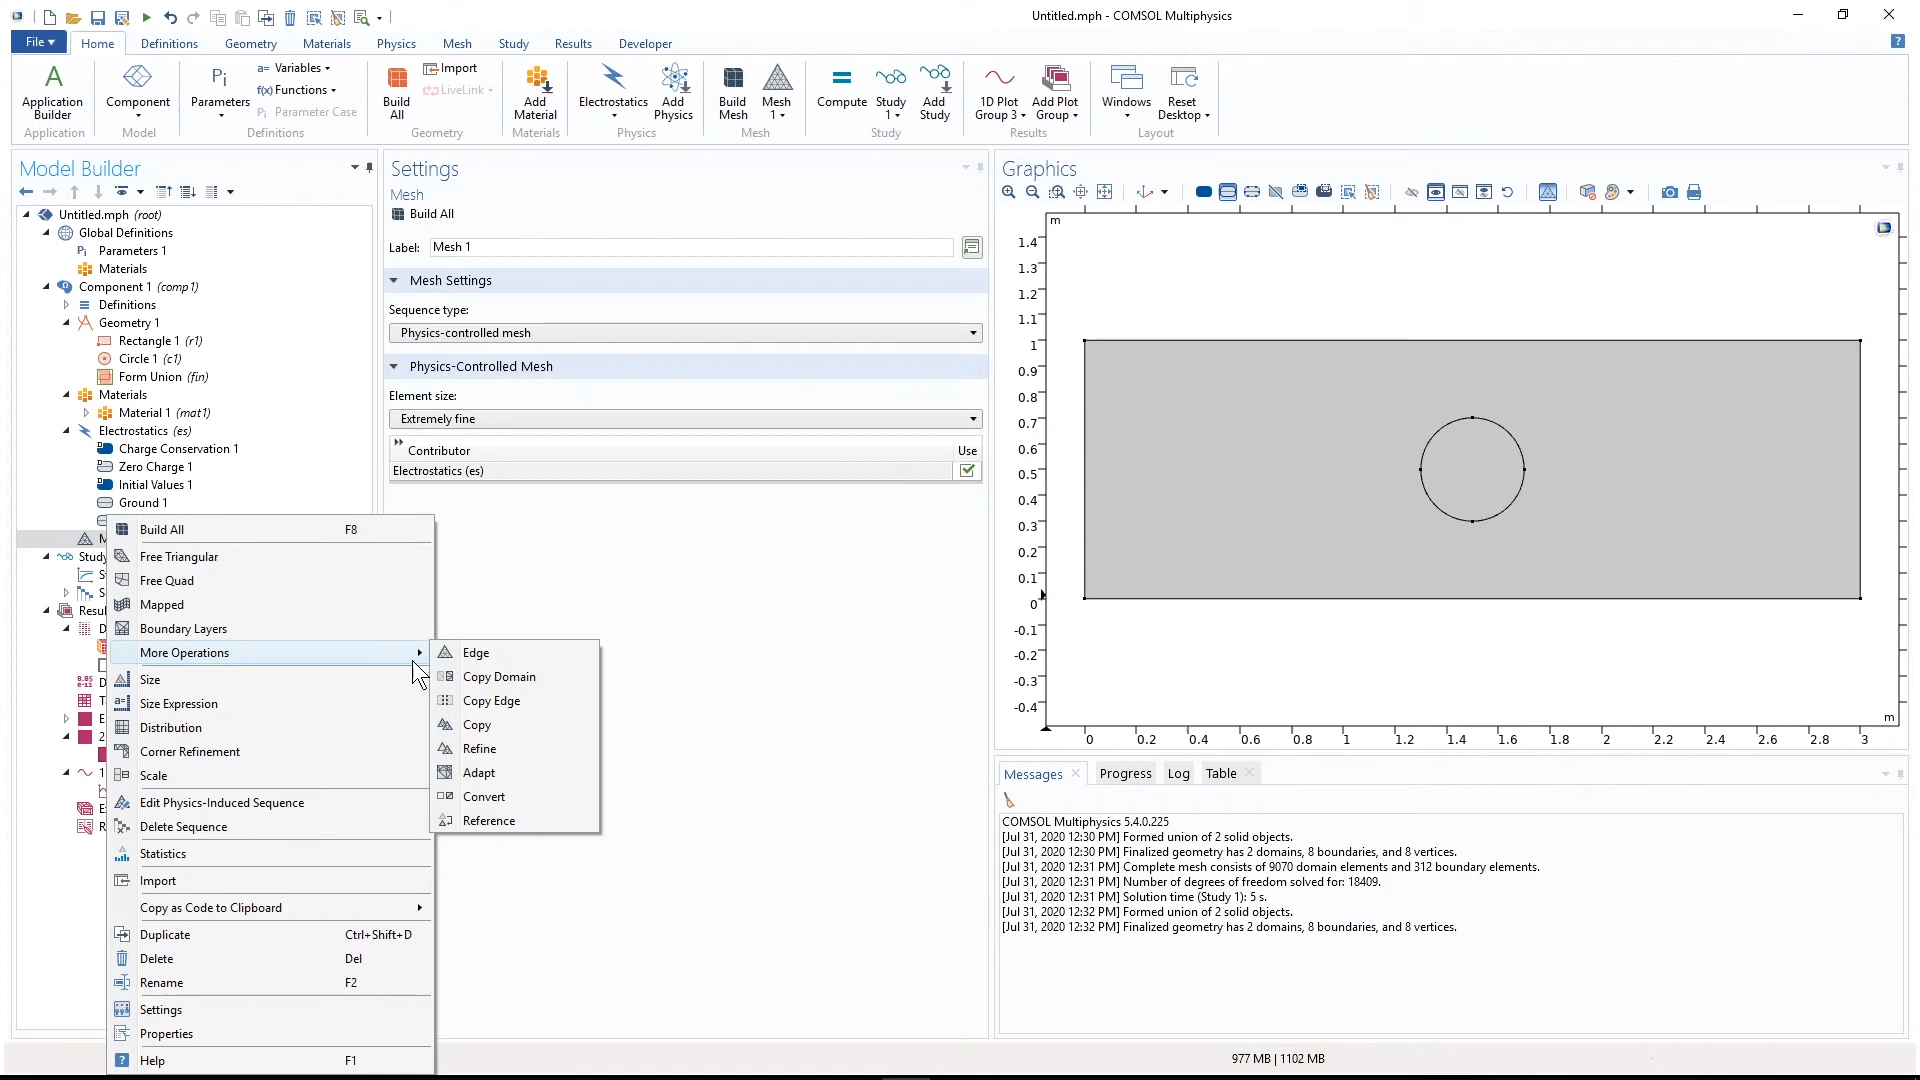 Untitled.mph - COMSOL Multiphysics
File Home Definitions Geometry Materials Physics Mesh Study Results Developer
Application Builder
Application
Component
Model
Parameters
a= Variables
f(x) Functions
Pi Parameter Case
Definitions
Build All
Import
LiveLink
Geometry
Add Material
Materials
Electrostatics
Add Physics
Physics
Build Mesh
Mesh 1
Mesh
Compute
Study 1
Add Study
Study
1D Plot Group 3
Add Plot Group
Results
Windows
Reset Desktop
Layout
Model Builder
Untitled.mph (root)
Global Definitions
Pi Parameters 1
Materials
Component 1 (comp1)
Definitions
Geometry 1
Rectangle 1 (r1)
Circle 1 (c1)
Form Union (fin)
Materials
Material 1 (mat1)
Electrostatics (es)
Charge Conservation 1
Zero Charge 1
Initial Values 1
Ground 1
Build All F8
Free Triangular
Free Quad
Mapped
Boundary Layers
More Operations
Size
Size Expression
Distribution
Corner Refinement
Scale
Edit Physics-Induced Sequence
Delete Sequence
Statistics
Import
Copy as Code to Clipboard
Duplicate Ctrl+Shift+D
Delete Del
Rename F2
Settings
Properties
Help F1
Edge
Copy Domain
Copy Edge
Copy
Refine
Adapt
Convert
Reference
Settings
Mesh
Build All
Label: Mesh 1
Mesh Settings
Sequence type:
Physics-controlled mesh
Physics-Controlled Mesh
Element size:
Extremely fine
Contributor Use
Electrostatics (es)
Graphics
m
1.4
1.3
1.2
1.1
1
0.9
0.8
0.7
0.6
0.5
0.4
0.3
0.2
0.1
0
-0.1
-0.2
-0.3
-0.4
m
0 0.2 0.4 0.6 0.8 1 1.2 1.4 1.6 1.8 2 2.2 2.4 2.6 2.8 3
Messages Progress Log Table
COMSOL Multiphysics 5.4.0.225
[Jul 31, 2020 12:30 PM] Formed union of 2 solid objects.
[Jul 31, 2020 12:30 PM] Finalized geometry has 2 domains, 8 boundaries, and 8 vertices.
[Jul 31, 2020 12:31 PM] Complete mesh consists of 9070 domain elements and 312 boundary elements.
[Jul 31, 2020 12:31 PM] Number of degrees of freedom solved for: 18409.
[Jul 31, 2020 12:31 PM] Solution time (Study 1): 5 s.
[Jul 31, 2020 12:32 PM] Formed union of 2 solid objects.
[Jul 31, 2020 12:32 PM] Finalized geometry has 2 domains, 8 boundaries, and 8 vertices.
977 MB | 1102 MB